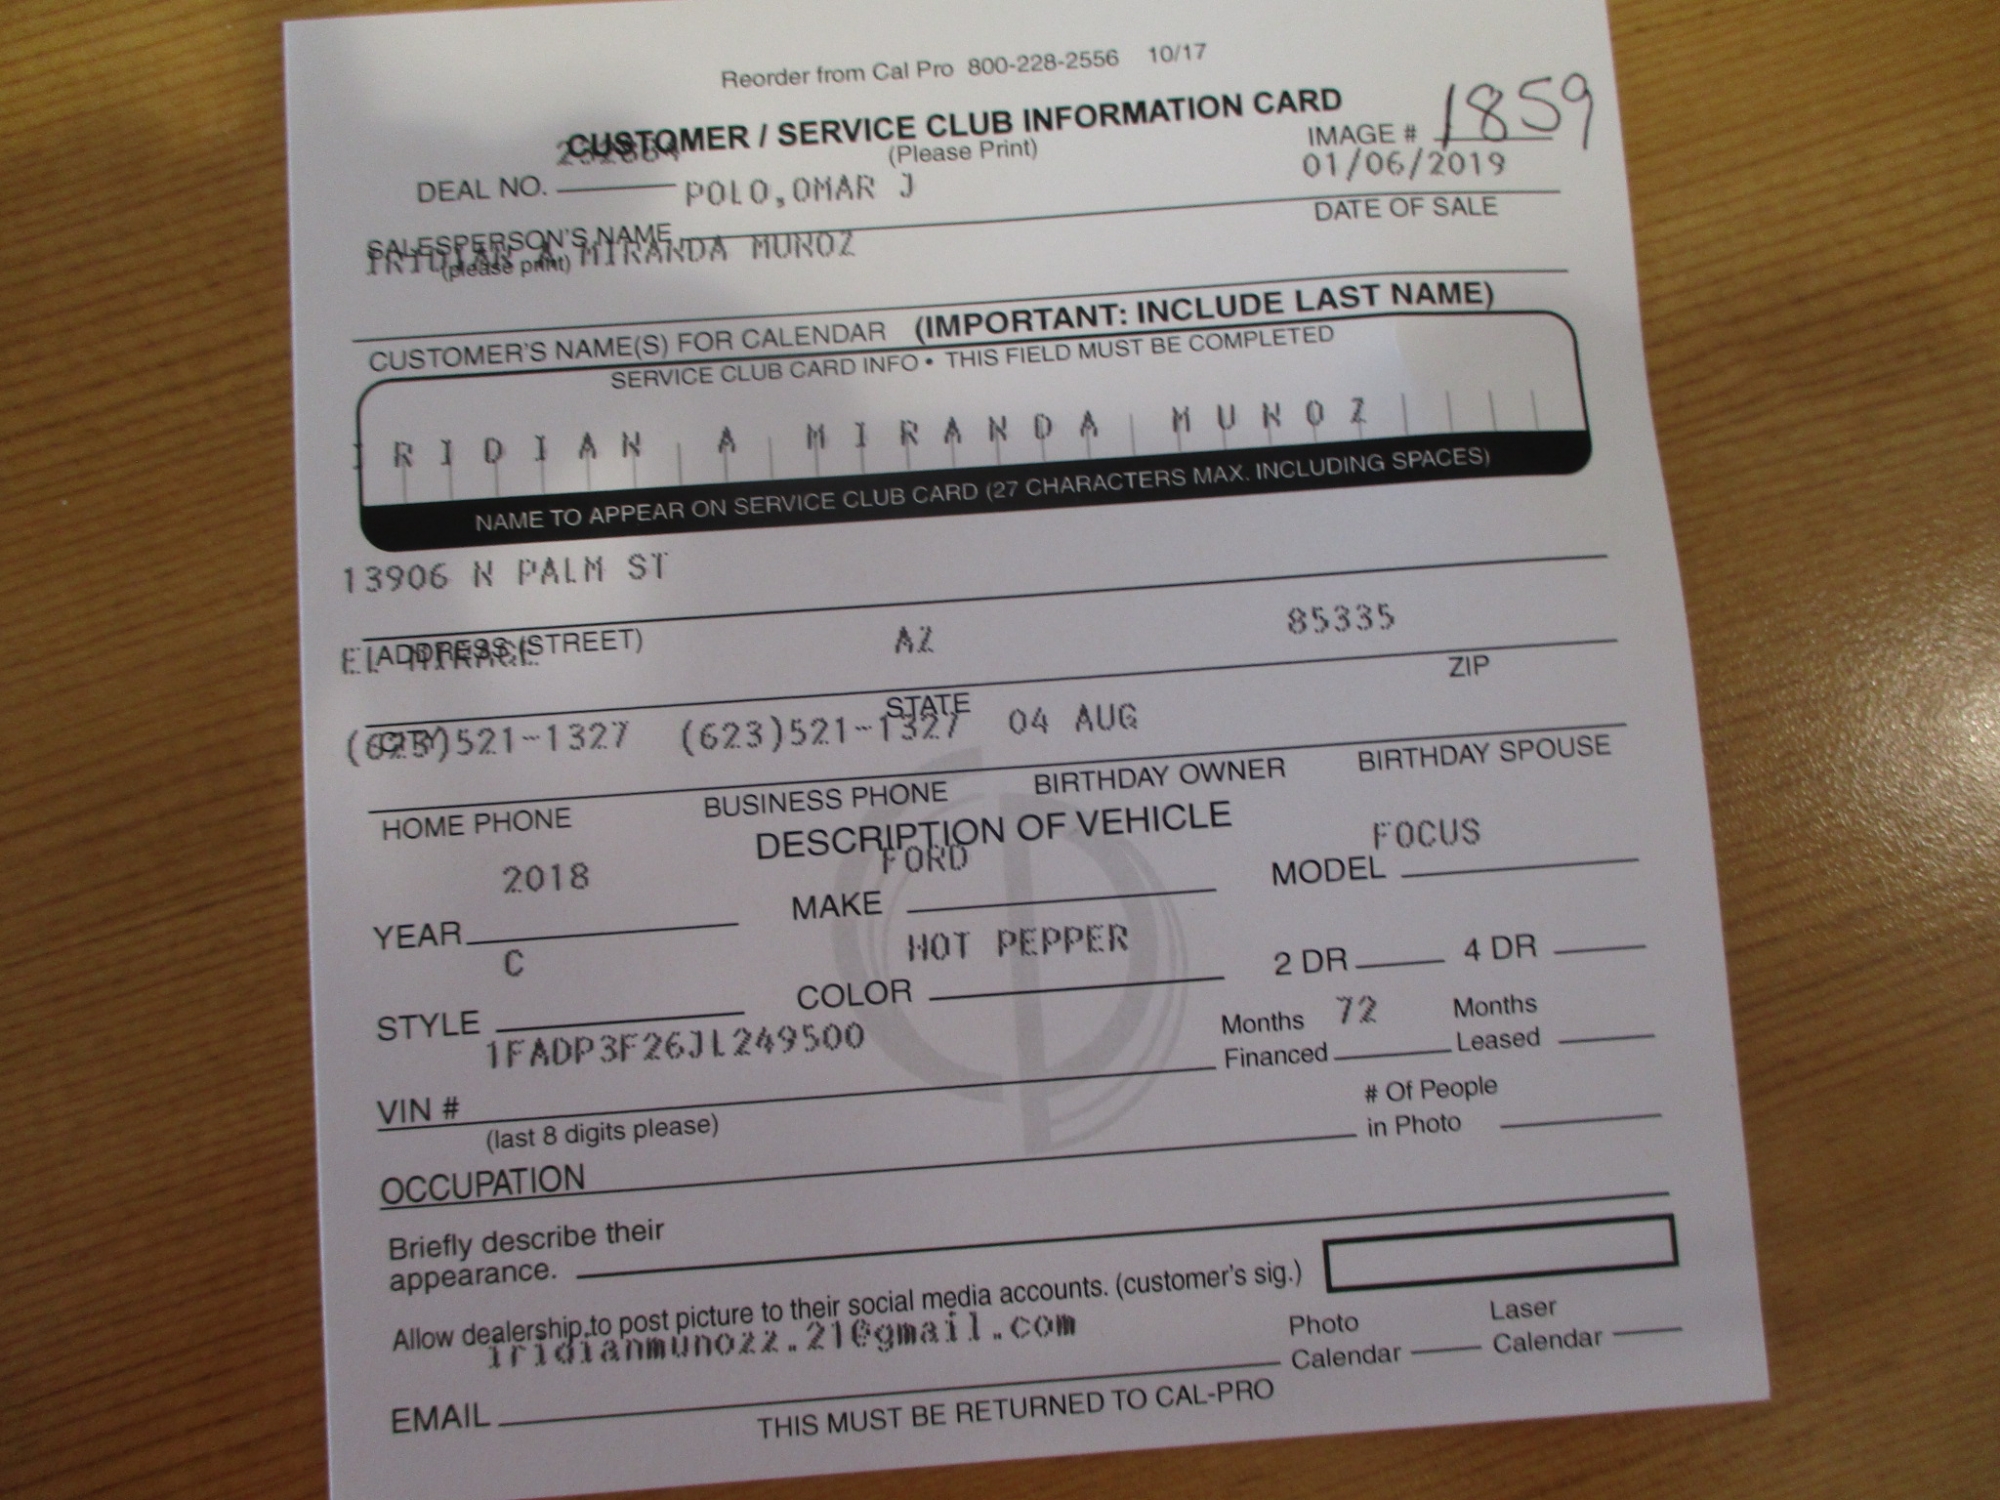 Reorder from Cal Pro 800-228-2556 10/17
CUSTOMER / SERVICE CLUB INFORMATION CARD
(Please Print)
IMAGE # 1859
01/06/2019
DEAL NO.
POLO,OMAR J
DATE OF SALE
SALESPERSON'S NAME
(please print)
IRIDIAN A MIRANDA MUNOZ
CUSTOMER'S NAME(S) FOR CALENDAR (IMPORTANT: INCLUDE LAST NAME)
SERVICE CLUB CARD INFO • THIS FIELD MUST BE COMPLETED
IRIDIAN A MIRANDA MUNOZ
NAME TO APPEAR ON SERVICE CLUB CARD (27 CHARACTERS MAX. INCLUDING SPACES)
13906 N PALM ST
ADDRESS (STREET)
EL MIRAGE AZ 85335
CITY STATE ZIP
(623)521-1327 (623)521-1327 04 AUG
HOME PHONE BUSINESS PHONE BIRTHDAY OWNER BIRTHDAY SPOUSE
DESCRIPTION OF VEHICLE
2018 FORD FOCUS
YEAR MAKE MODEL
C HOT PEPPER
STYLE COLOR 2 DR 4 DR
1FADP3F26JL249500
Months Financed 72 Months Leased
VIN #
(last 8 digits please)
# Of People in Photo
OCCUPATION
Briefly describe their
appearance.
Allow dealership to post picture to their social media accounts. (customer's sig.)
iridianmunozz.21@gmail.com
Photo Calendar Laser Calendar
EMAIL
THIS MUST BE RETURNED TO CAL-PRO